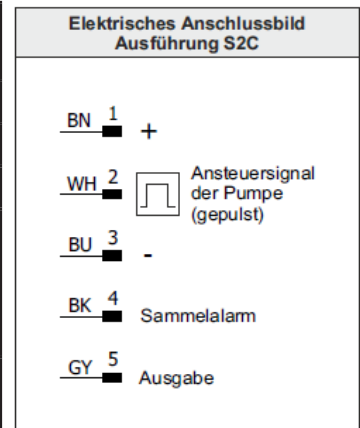 Elektrisches Anschlussbild
Ausführung S2C
BN 1 +
WH 2 Ansteuersignal
der Pumpe
(gepulst)
BU 3 -
BK 4 Sammelalarm
GY 5 Ausgabe